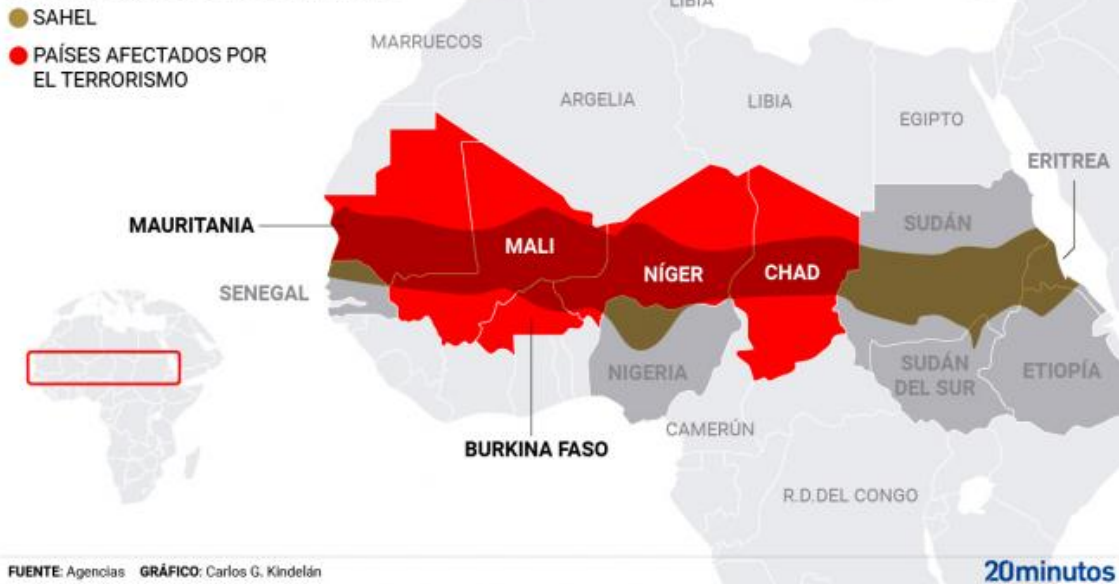 LIBIA
SAHEL
PAÍSES AFECTADOS POR
EL TERRORISMO
MARRUECOS
ARGELIA
LIBIA
EGIPTO
ERITREA
MAURITANIA
SUDÁN
MALI
NÍGER
CHAD
SENEGAL
NIGERIA
SUDÁN
DEL SUR
ETIOPÍA
CAMERÚN
BURKINA FASO
R.D.DEL CONGO
FUENTE: Agencias GRÁFICO: Carlos G. Kindelán
20minutos